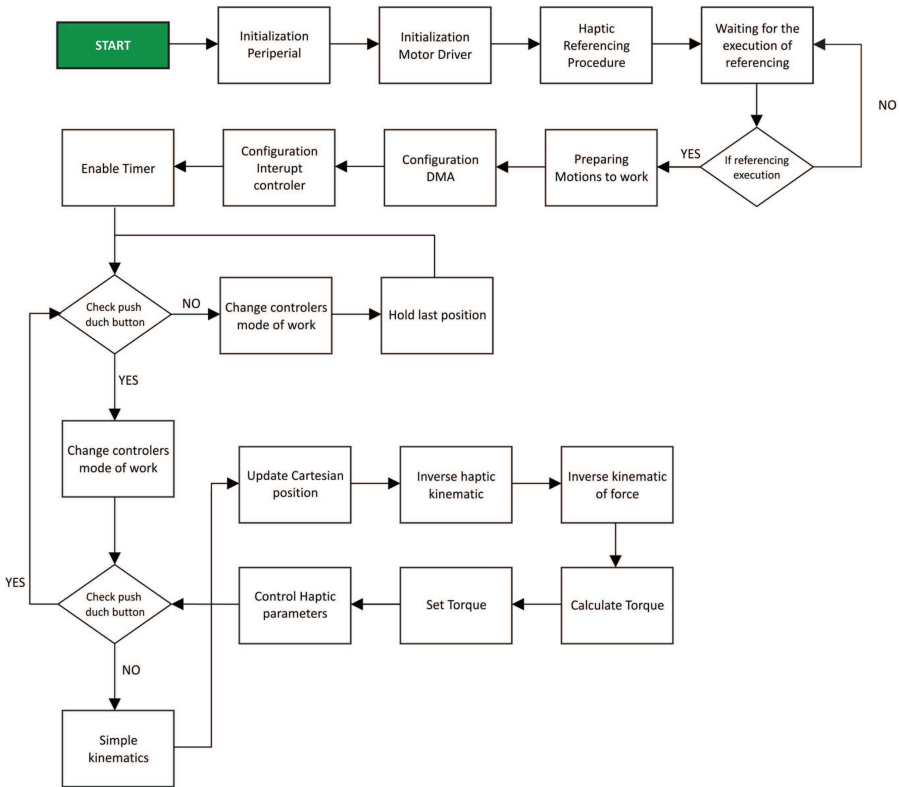 START
Initialization
Periperial
Initialization
Motor Driver
Haptic
Referencing
Procedure
Waiting for the
execution of
referencing
NO
If referencing
execution
YES
Preparing
Motions to work
Configuration
DMA
Configuration
Interupt
controler
Enable Timer
Check push
duch button
NO
Change controlers
mode of work
Hold last position
YES
Change controlers
mode of work
Update Cartesian
position
Inverse haptic
kinematic
Inverse kinematic
of force
YES
Check push
duch button
Control Haptic
parameters
Set Torque
Calculate Torque
NO
Simple
kinematics